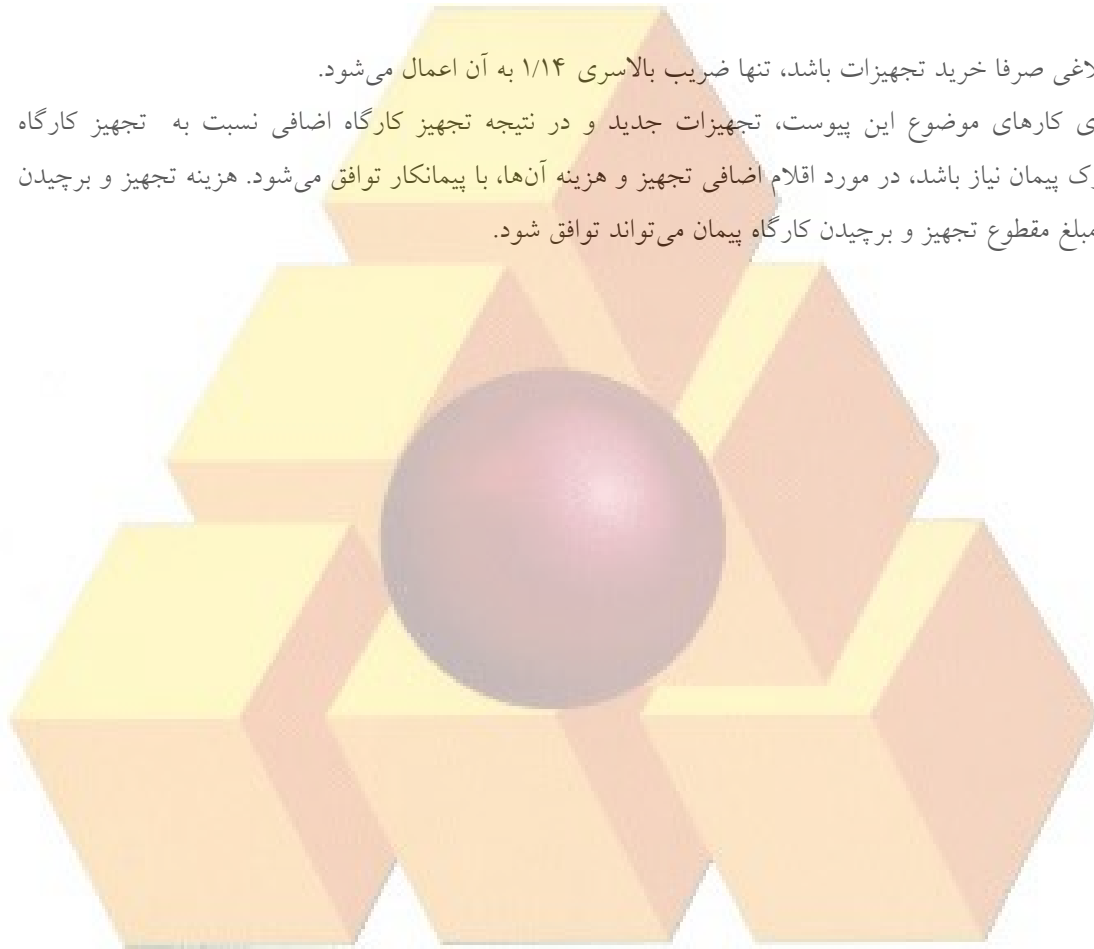 لاغی صرفا خرید تجهیزات باشد، تنها ضریب بالاسری ۱/۱۴ به آن اعمال می‌شود.
ی کارهای موضوع این پیوست، تجهیزات جدید و در نتیجه تجهیز کارگاه اضافی نسبت به تجهیز کارگاه
رک پیمان نیاز باشد، در مورد اقلام اضافی تجهیز و هزینه آن‌ها، با پیمانکار توافق می‌شود. هزینه تجهیز و برچیدن
مبلغ مقطوع تجهیز و برچیدن کارگاه پیمان می‌تواند توافق شود.